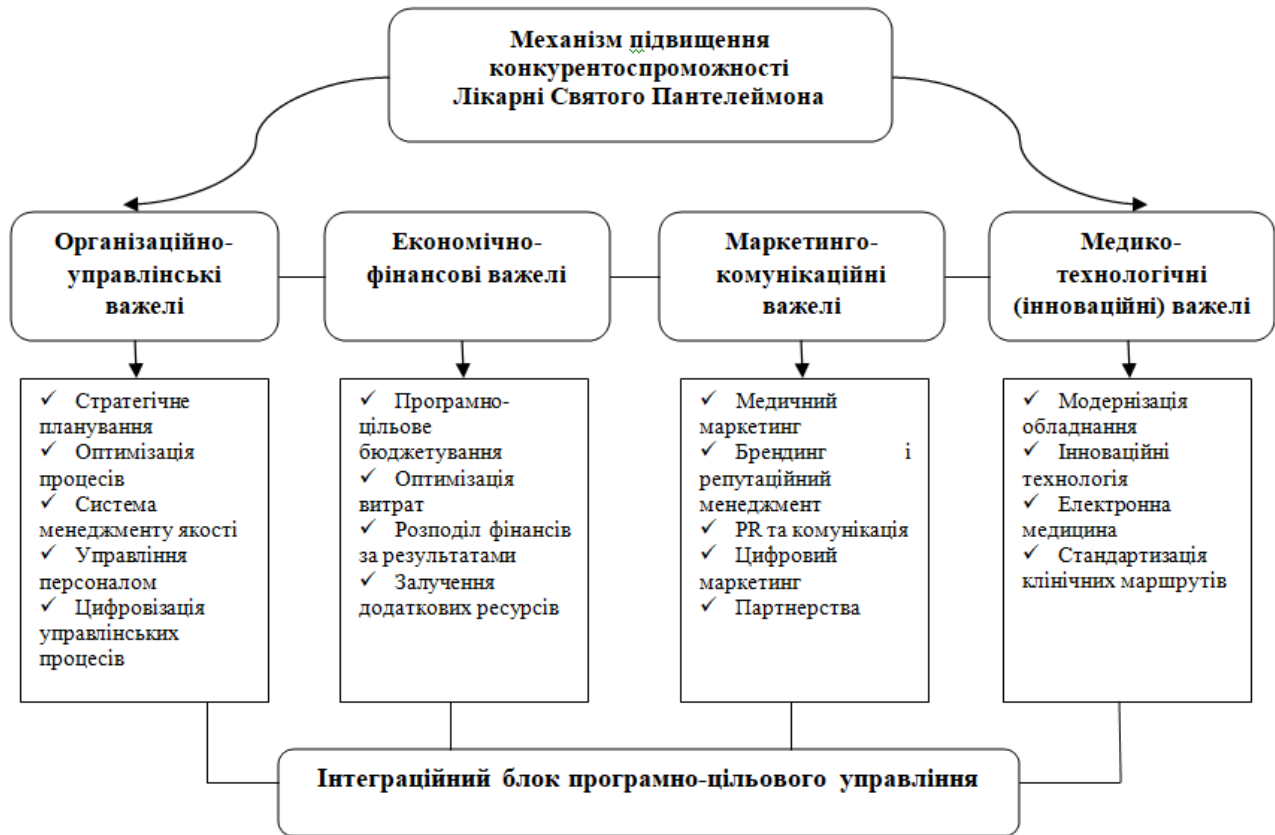 Механізм підвищення
конкурентоспроможності
Лікарні Святого Пантелеймона
Організаційно-
управлінські
важелі
Економічно-
фінансові важелі
Маркетинго-
комунікаційні
важелі
Медико-
технологічні
(інноваційні) важелі
✓ Стратегічне
планування
✓ Оптимізація
процесів
✓ Система
менеджменту якості
✓ Управління
персоналом
✓ Цифровізація
управлінських
процесів
✓ Програмно-
цільове
бюджетування
✓ Оптимізація
витрат
✓ Розподіл фінансів
за результатами
✓ Залучення
додаткових ресурсів
✓ Медичний
маркетинг
✓ Брендинг і
репутаційний
менеджмент
✓ PR та комунікація
✓ Цифровий
маркетинг
✓ Партнерства
✓ Модернізація
обладнання
✓ Інноваційні
технологія
✓ Електронна
медицина
✓ Стандартизація
клінічних маршрутів
Інтеграційний блок програмно-цільового управління